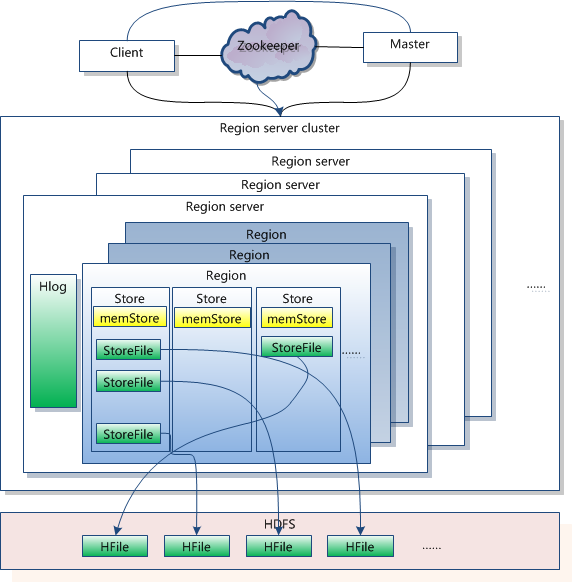 Client
Zookeeper
Master
Region server cluster
Region server
Region server
Region server
Region
Region
Region
Hlog
Store
Store
Store
memStore
memStore
memStore
StoreFile
StoreFile
......
StoreFile
StoreFile
......
HDFS
HFile
HFile
HFile
HFile
......